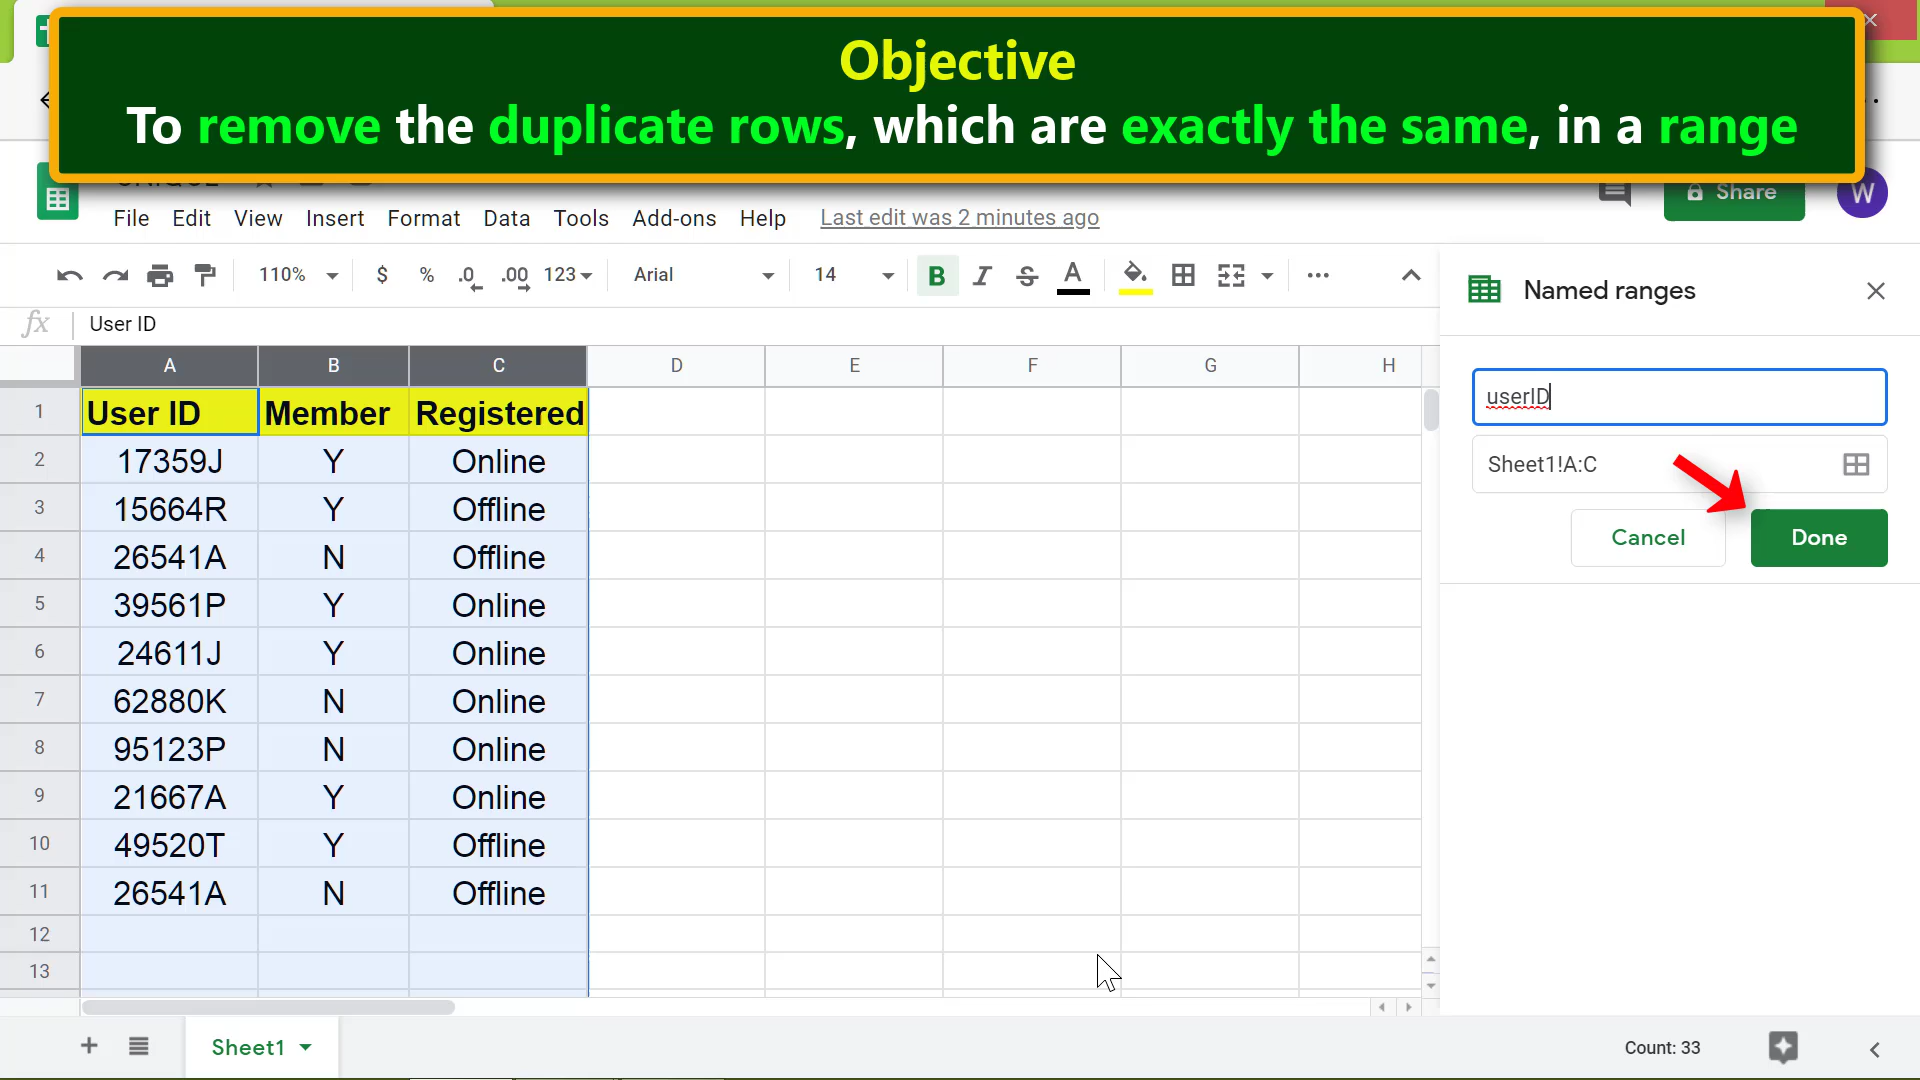 Objective
To remove the duplicate rows, which are exactly the same, in a range
UNIQUE
Share
W
File Edit View Insert Format Data Tools Add-ons Help Last edit was 2 minutes ago
110% $ % .0 .00 123 Arial 14 B I S A
fx User ID
Named ranges
userID
Sheet1!A:C
Cancel Done
A B C D E F G H
1 User ID Member Registered
2 17359J Y Online
3 15664R Y Offline
4 26541A N Offline
5 39561P Y Online
6 24611J Y Online
7 62880K N Online
8 95123P N Online
9 21667A Y Online
10 49520T Y Offline
11 26541A N Offline
12
13
Sheet1
Count: 33